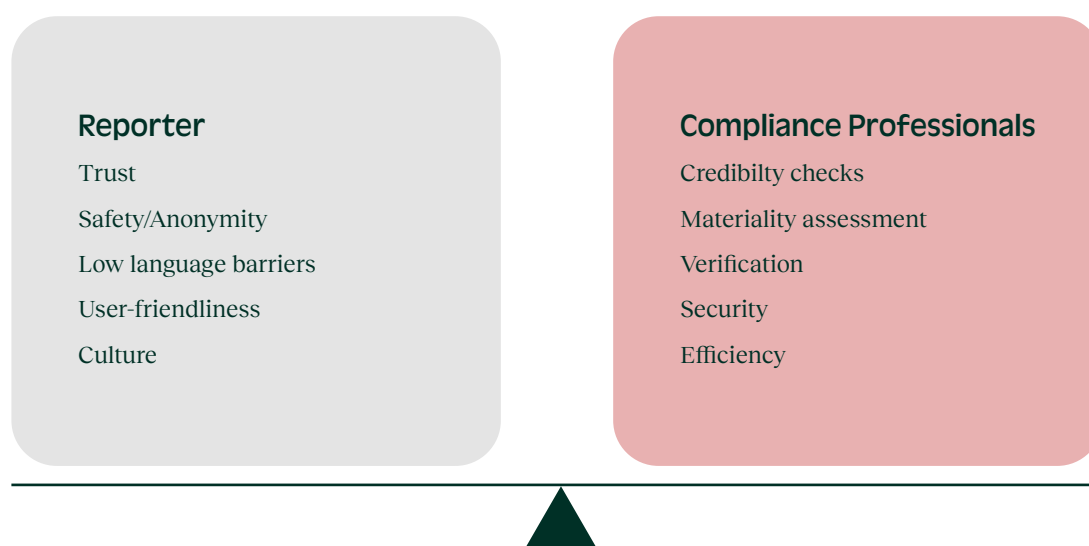 Reporter
Trust
Safety/Anonymity
Low language barriers
User-friendliness
Culture
Compliance Professionals
Credibilty checks
Materiality assessment
Verification
Security
Efficiency